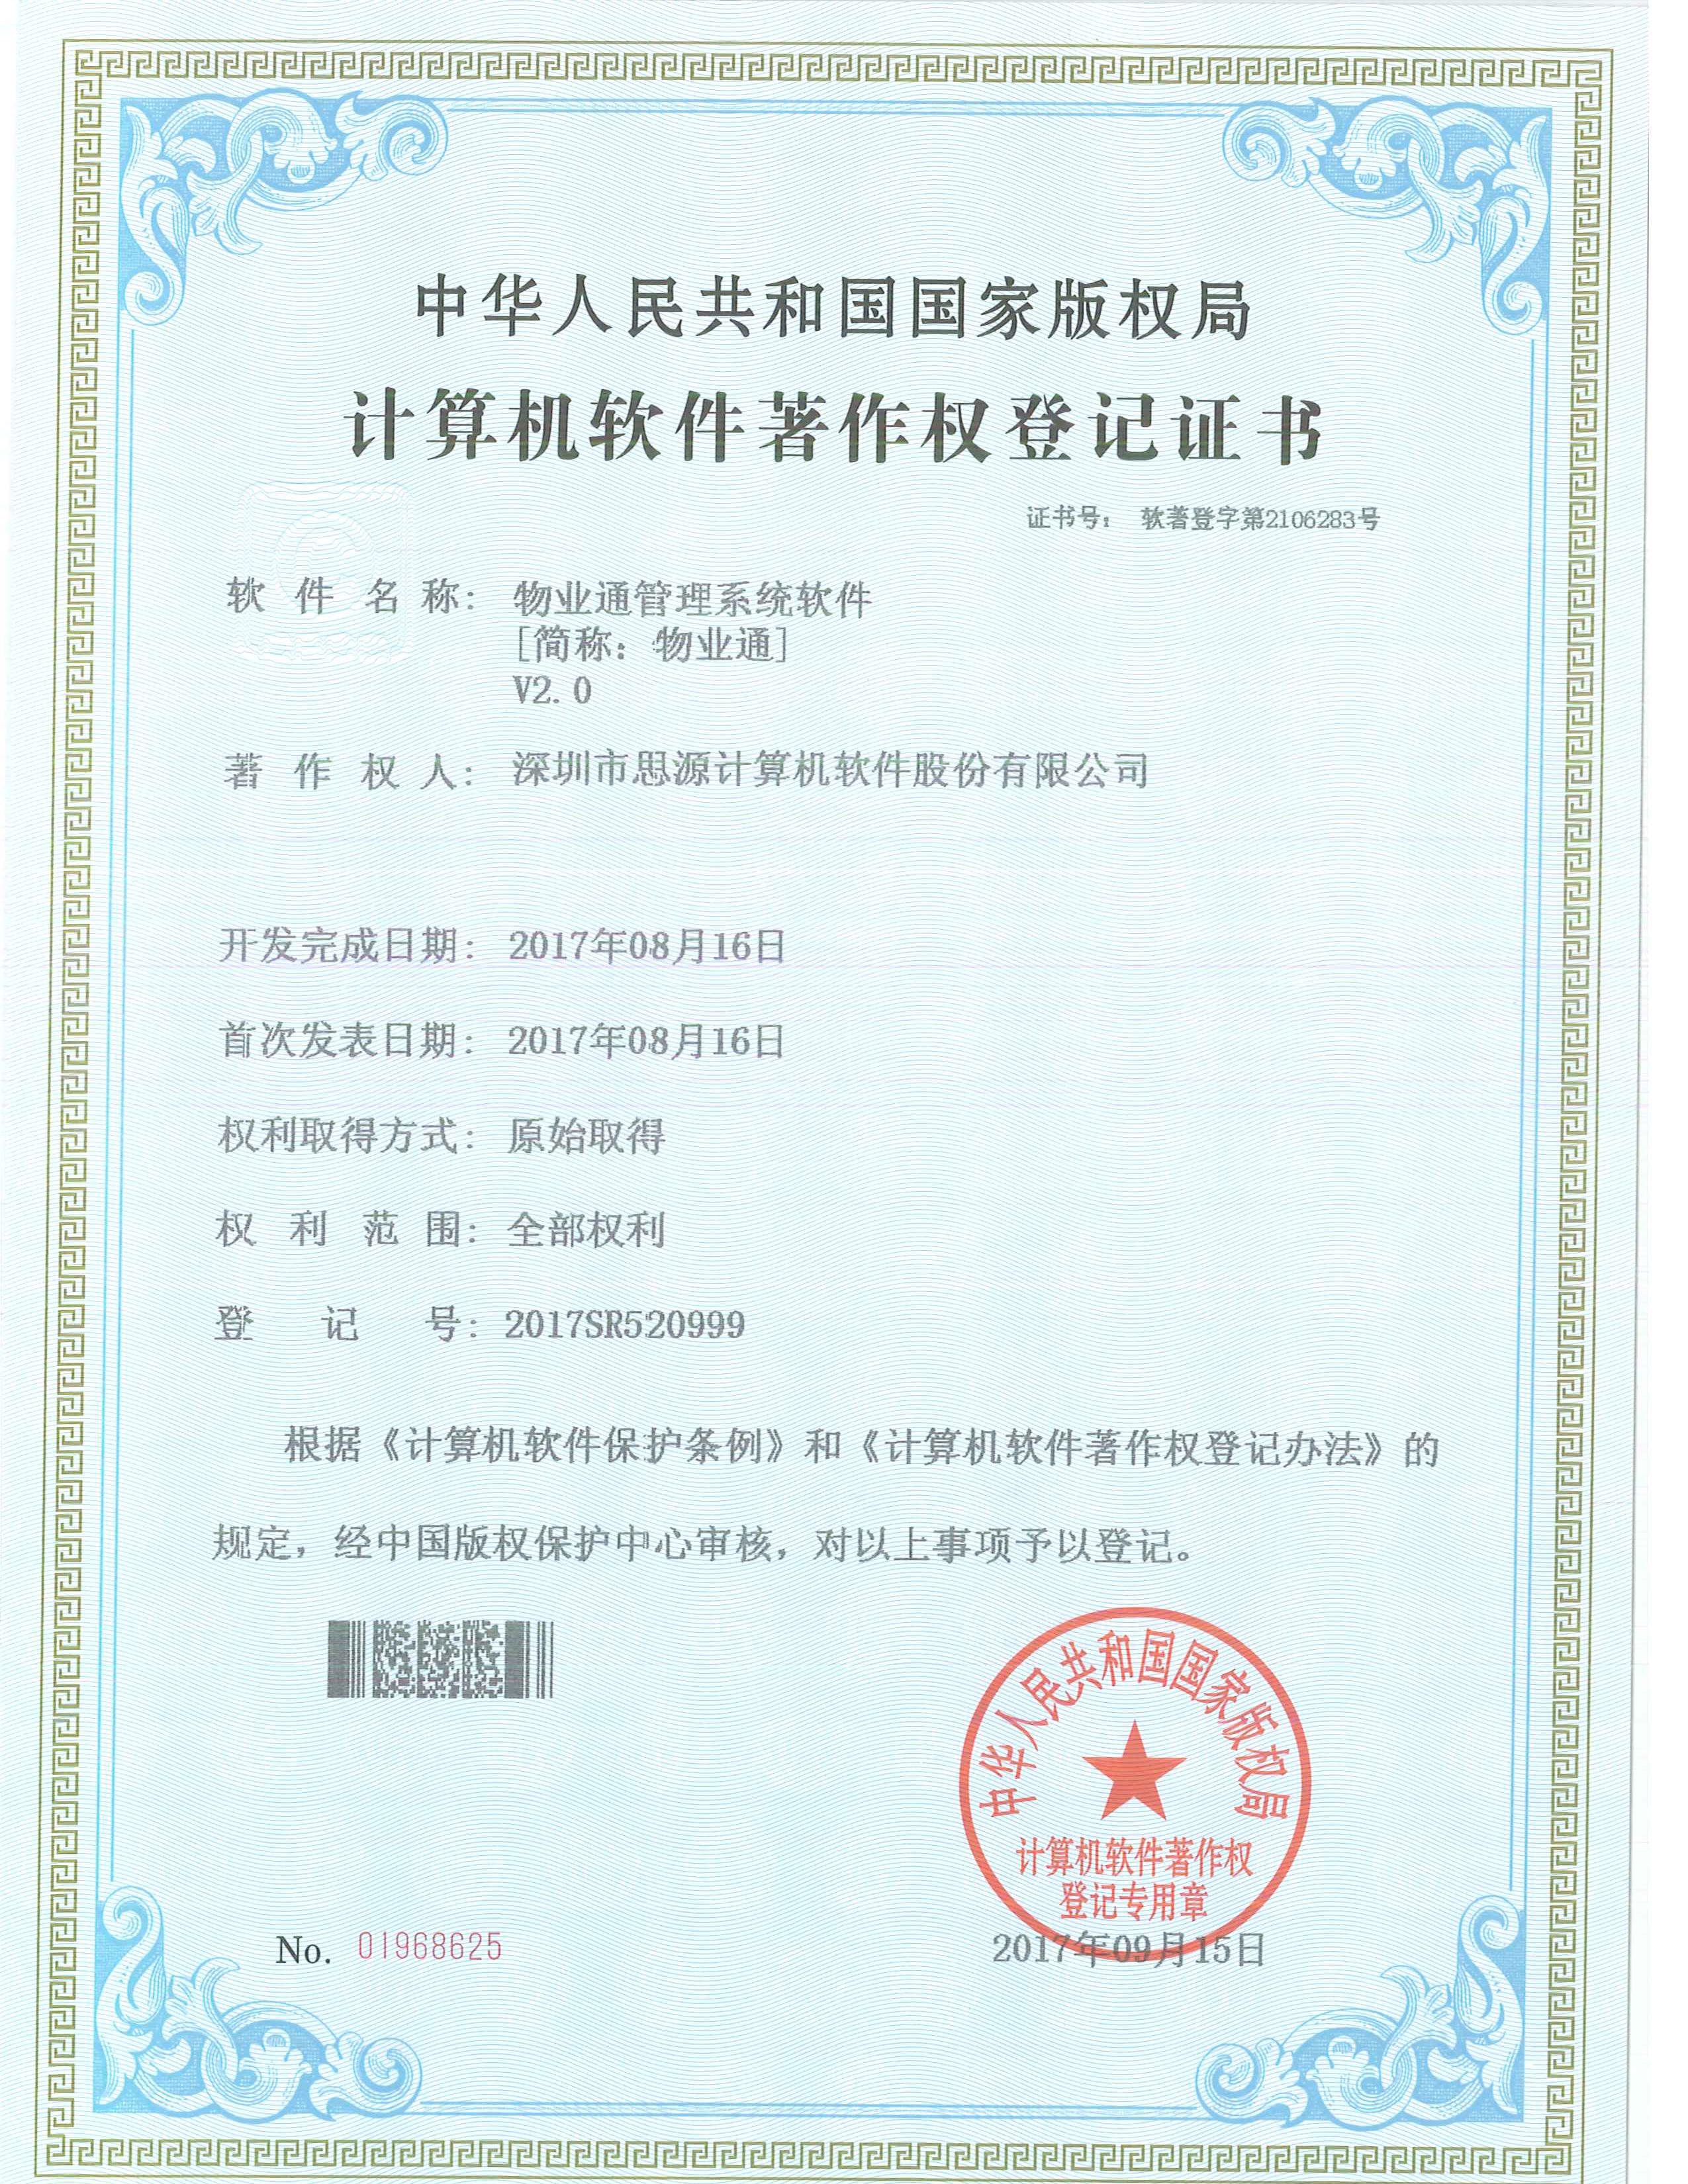 中华人民共和国国家版权局
计算机软件著作权登记证书
证书号： 软著登字第2106283号
软件名称： 物业通管理系统软件
[简称：物业通]
V2.0
著作权人： 深圳市思源计算机软件股份有限公司
开发完成日期： 2017年08月16日
首次发表日期： 2017年08月16日
权利取得方式： 原始取得
权利范围： 全部权利
登记号： 2017SR520999
根据《计算机软件保护条例》和《计算机软件著作权登记办法》的
规定，经中国版权保护中心审核，对以上事项予以登记。
中华人民共和国国家版权局
计算机软件著作权
登记专用章
No. 01968625
2017年09月15日